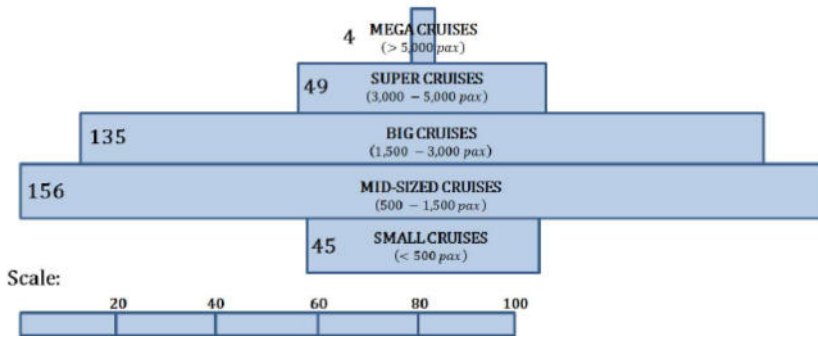 4 MEGA CRUISES
(> 5,000 pax)
49 SUPER CRUISES
(3,000 – 5,000 pax)
135 BIG CRUISES
(1,500 – 3,000 pax)
156 MID-SIZED CRUISES
(500 – 1,500 pax)
45 SMALL CRUISES
(< 500 pax)
Scale:
20 40 60 80 100